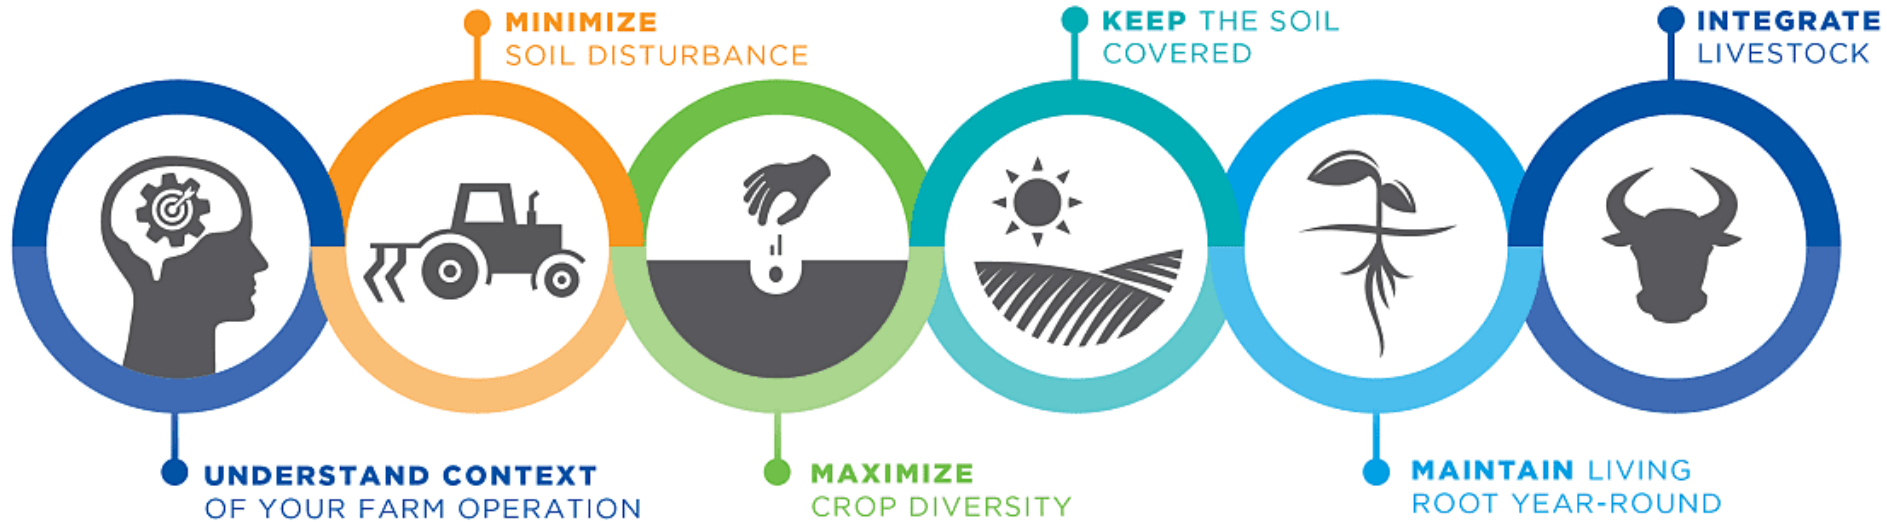 UNDERSTAND CONTEXT
OF YOUR FARM OPERATION
MINIMIZE
SOIL DISTURBANCE
MAXIMIZE
CROP DIVERSITY
KEEP THE SOIL
COVERED
MAINTAIN LIVING
ROOT YEAR-ROUND
INTEGRATE
LIVESTOCK